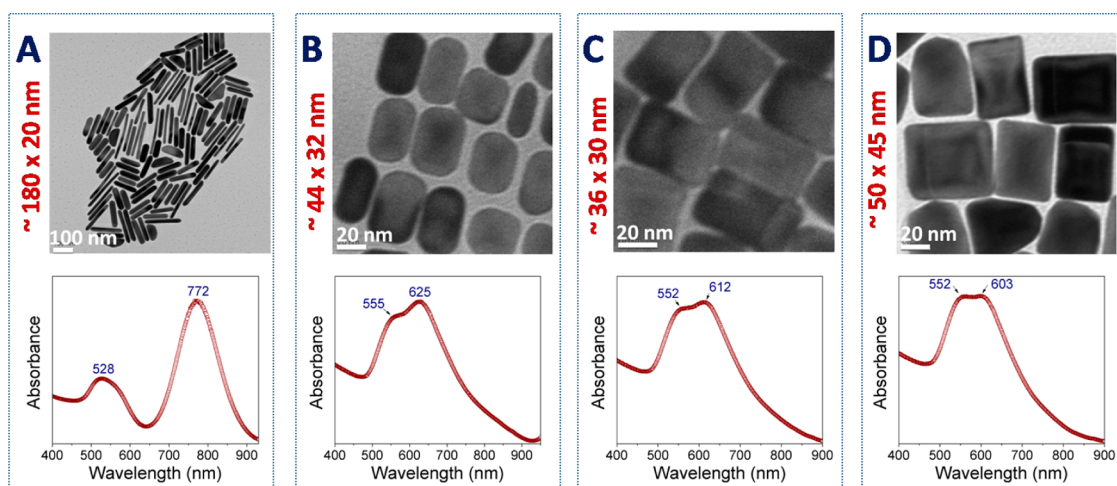 A
~ 180 x 20 nm
100 nm
772
528
Absorbance
400 500 600 700 800 900
Wavelength (nm)
B
~ 44 x 32 nm
20 nm
555
625
Absorbance
400 500 600 700 800 900
Wavelength (nm)
C
~ 36 x 30 nm
20 nm
552
612
Absorbance
400 500 600 700 800 900
Wavelength (nm)
D
~ 50 x 45 nm
20 nm
552
603
Absorbance
400 500 600 700 800 900
Wavelength (nm)